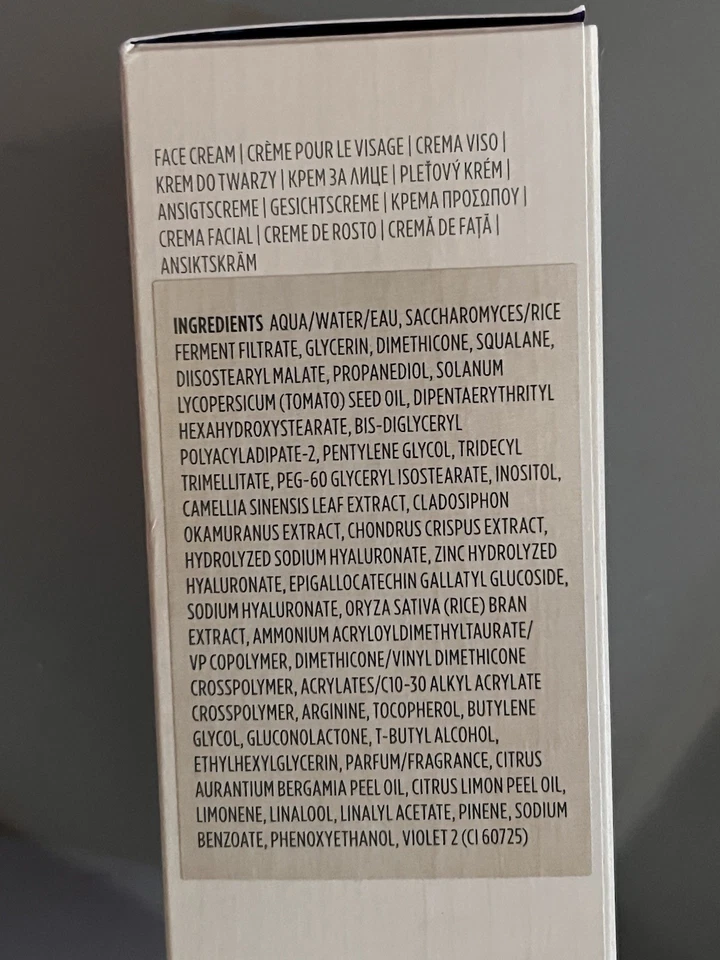 FACE CREAM | CRÈME POUR LE VISAGE | CREMA VISO |
KREM DO TWARZY | КРЕМ ЗА ЛИЦЕ | PLEŤOVÝ KRÉM |
ANSIGTSCREME | GESICHTSCREME | ΚΡΕΜΑ ΠΡΟΣΩΠΟΥ |
CREMA FACIAL | CREME DE ROSTO | CREMĂ DE FAȚĂ |
ANSIKTSKRÄM
INGREDIENTS AQUA/WATER/EAU, SACCHAROMYCES/RICE
FERMENT FILTRATE, GLYCERIN, DIMETHICONE, SQUALANE,
DIISOSTEARYL MALATE, PROPANEDIOL, SOLANUM
LYCOPERSICUM (TOMATO) SEED OIL, DIPENTAERYTHRITYL
HEXAHYDROXYSTEARATE, BIS-DIGLYCERYL
POLYACYLADIPATE-2, PENTYLENE GLYCOL, TRIDECYL
TRIMELLITATE, PEG-60 GLYCERYL ISOSTEARATE, INOSITOL,
CAMELLIA SINENSIS LEAF EXTRACT, CLADOSIPHON
OKAMURANUS EXTRACT, CHONDRUS CRISPUS EXTRACT,
HYDROLYZED SODIUM HYALURONATE, ZINC HYDROLYZED
HYALURONATE, EPIGALLOCATECHIN GALLATYL GLUCOSIDE,
SODIUM HYALURONATE, ORYZA SATIVA (RICE) BRAN
EXTRACT, AMMONIUM ACRYLOYLDIMETHYLTAURATE/
VP COPOLYMER, DIMETHICONE/VINYL DIMETHICONE
CROSSPOLYMER, ACRYLATES/C10-30 ALKYL ACRYLATE
CROSSPOLYMER, ARGININE, TOCOPHEROL, BUTYLENE
GLYCOL, GLUCONOLACTONE, T-BUTYL ALCOHOL,
ETHYLHEXYLGLYCERIN, PARFUM/FRAGRANCE, CITRUS
AURANTIUM BERGAMIA PEEL OIL, CITRUS LIMON PEEL OIL,
LIMONENE, LINALOOL, LINALYL ACETATE, PINENE, SODIUM
BENZOATE, PHENOXYETHANOL, VIOLET 2 (CI 60725)